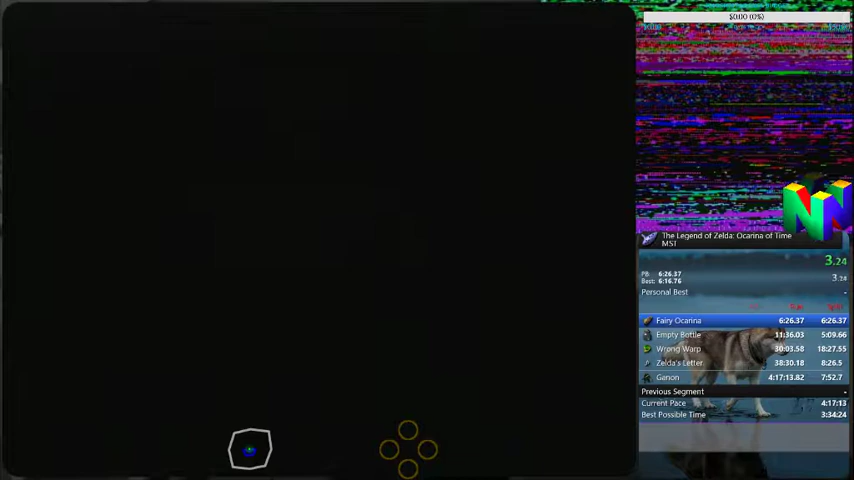 $0.00 (0%)
The Legend of Zelda: Ocarina of Time
MST
3.24
PB: 6:26.37
Best: 6:16.76
3.24
Personal Best -
Fairy Ocarina 6:26.37 6:26.37
Empty Bottle 11:36.03 5:09.66
Wrong Warp 30:03.58 18:27.55
Zelda's Letter 38:30.18 8:26.5
Ganon 4:17:13.82 7:52.7
Previous Segment -
Current Pace 4:17:13
Best Possible Time 3:34:24